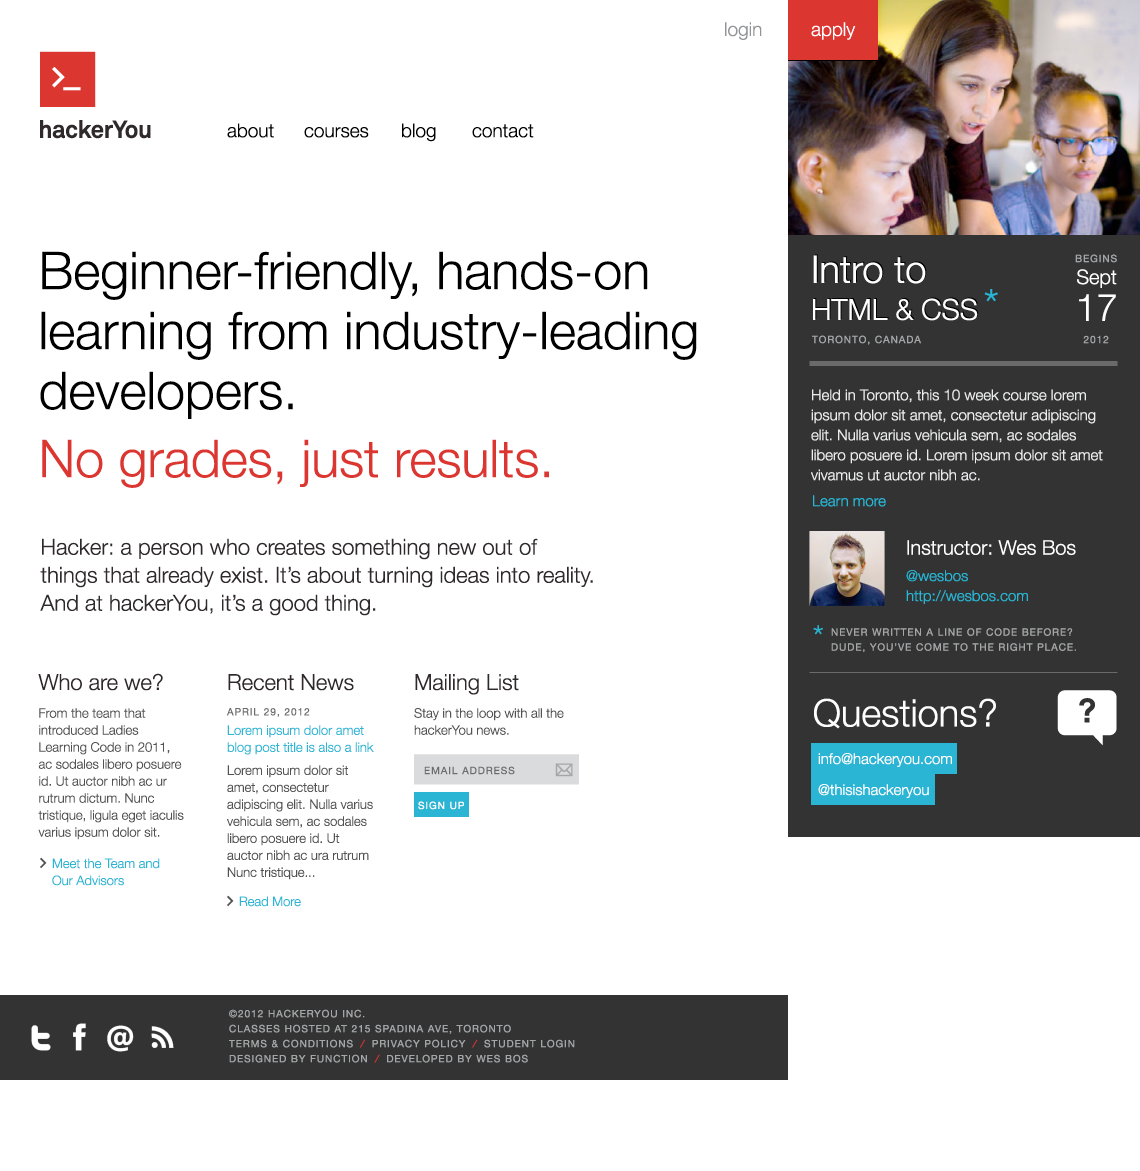 login
apply
hackerYou
about
courses
blog
contact
Beginner-friendly, hands-on
learning from industry-leading
developers.
No grades, just results.
Hacker: a person who creates something new out of
things that already exist. It’s about turning ideas into reality.
And at hackerYou, it’s a good thing.
Who are we?
From the team that
introduced Ladies
Learning Code in 2011,
ac sodales libero posuere
id. Ut auctor nibh ac ur
rutrum dictum. Nunc
tristique, ligula eget iaculis
varius ipsum dolor sit.
Meet the Team and
Our Advisors
Recent News
APRIL 29, 2012
Lorem ipsum dolor amet
blog post title is also a link
Lorem ipsum dolor sit
amet, consectetur
adipiscing elit. Nulla varius
vehicula sem, ac sodales
libero posuere id. Ut
auctor nibh ac ura rutrum
Nunc tristique...
Read More
Mailing List
Stay in the loop with all the
hackerYou news.
EMAIL ADDRESS
SIGN UP
Intro to
HTML & CSS *
TORONTO, CANADA
BEGINS
Sept
17
2012
Held in Toronto, this 10 week course lorem
ipsum dolor sit amet, consectetur adipiscing
elit. Nulla varius vehicula sem, ac sodales
libero posuere id. Lorem ipsum dolor sit amet
vivamus ut auctor nibh ac.
Learn more
Instructor: Wes Bos
@wesbos
http://wesbos.com
* NEVER WRITTEN A LINE OF CODE BEFORE?
DUDE, YOU’VE COME TO THE RIGHT PLACE.
Questions?
?
info@hackeryou.com
@thisishackeryou
©2012 HACKERYOU INC.
CLASSES HOSTED AT 215 SPADINA AVE, TORONTO
TERMS & CONDITIONS / PRIVACY POLICY / STUDENT LOGIN
DESIGNED BY FUNCTION / DEVELOPED BY WES BOS